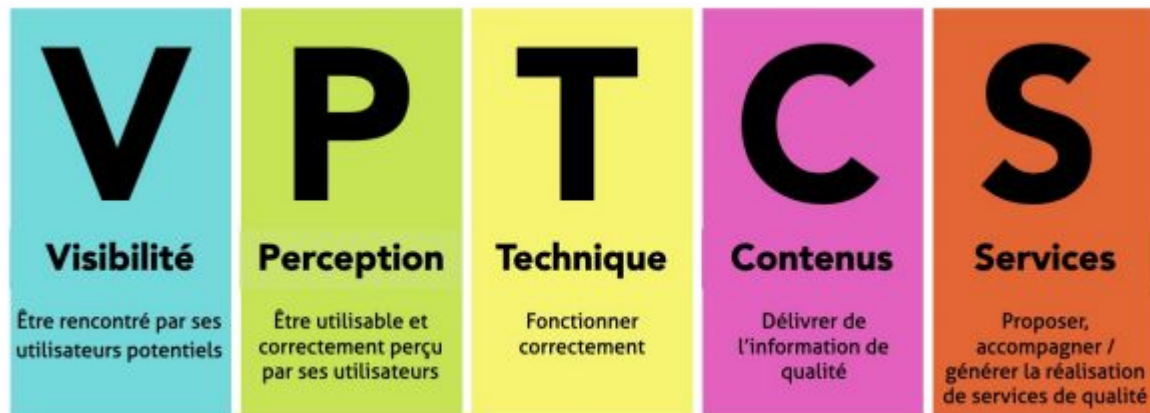 V
Visibilité
Être rencontré par ses
utilisateurs potentiels
P
Perception
Être utilisable et
correctement perçu
par ses utilisateurs
T
Technique
Fonctionner
correctement
C
Contenus
Délivrer de
l'information de
qualité
S
Services
Proposer,
accompagner /
générer la réalisation
de services de qualité